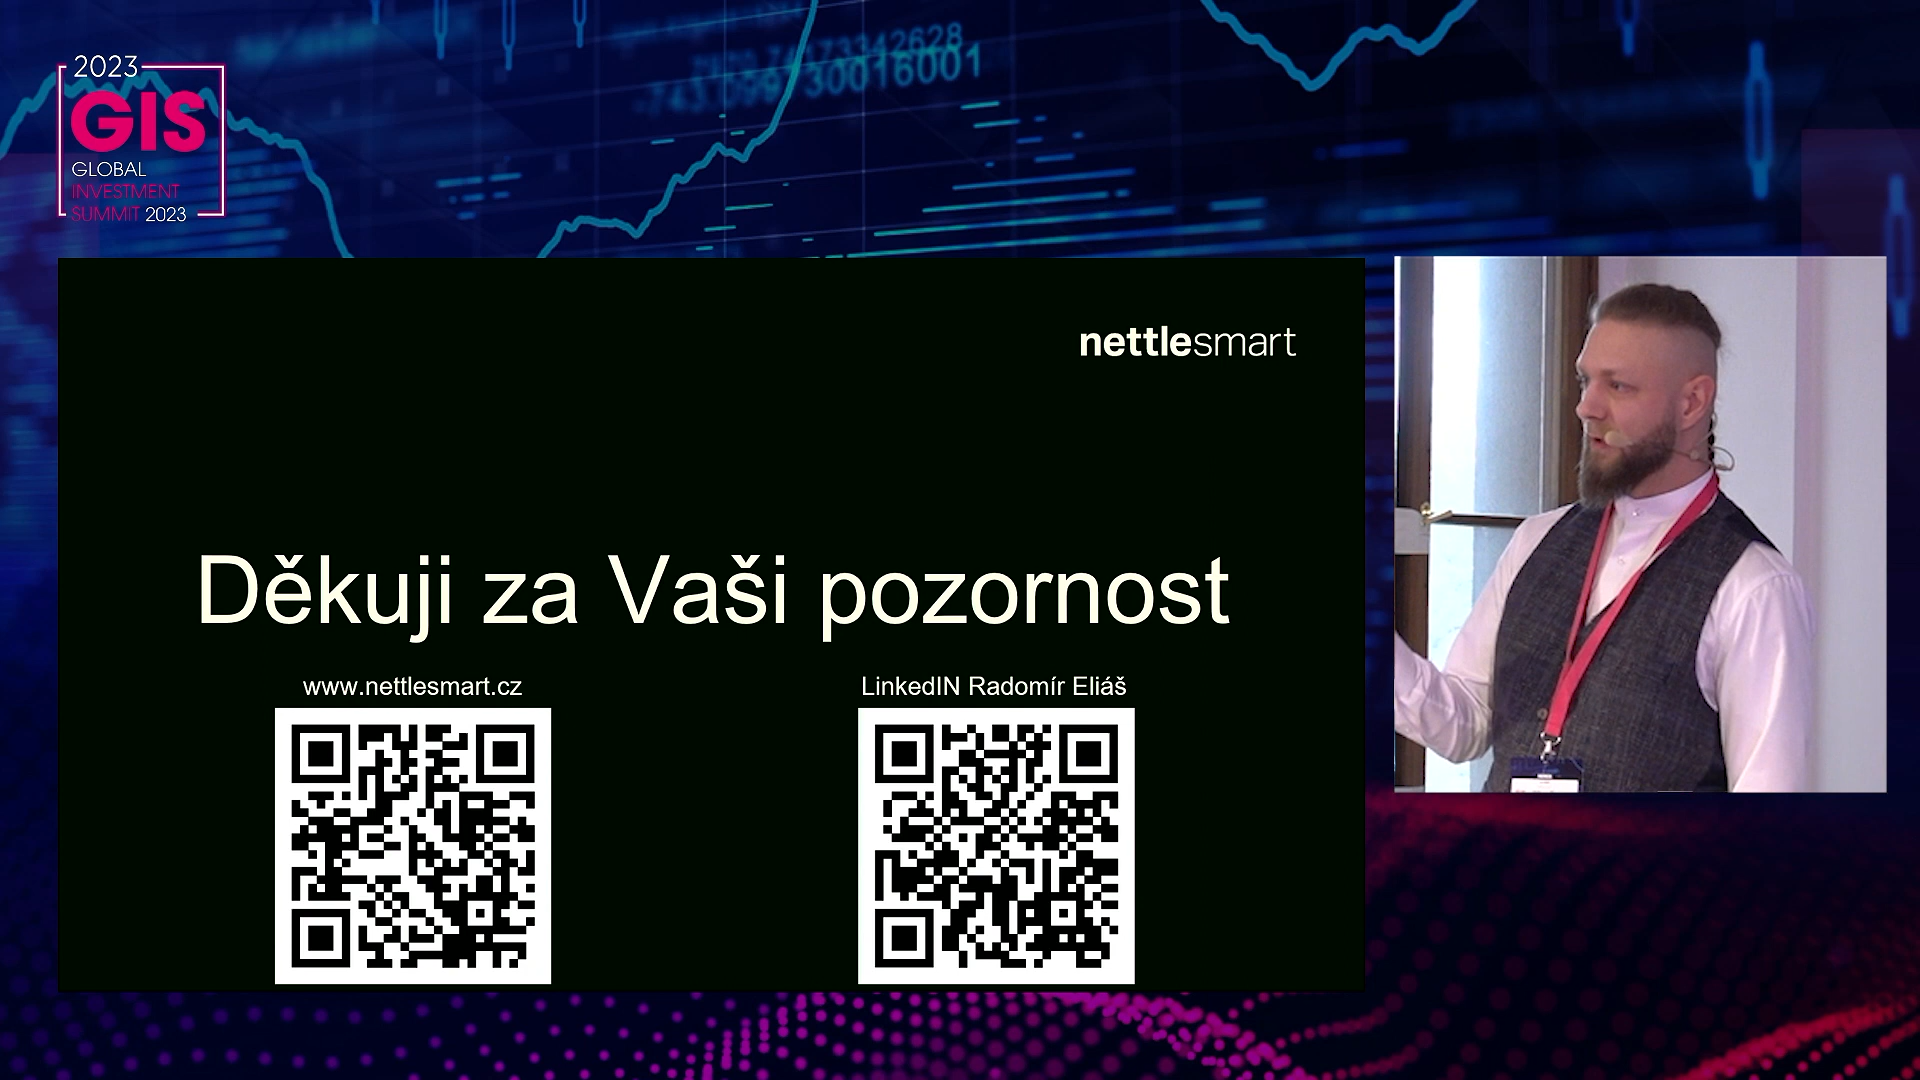 2023
GIS
GLOBAL
INVESTMENT
SUMMIT 2023
nettlesmart
Děkuji za Vaši pozornost
www.nettlesmart.cz
LinkedIN Radomír Eliáš